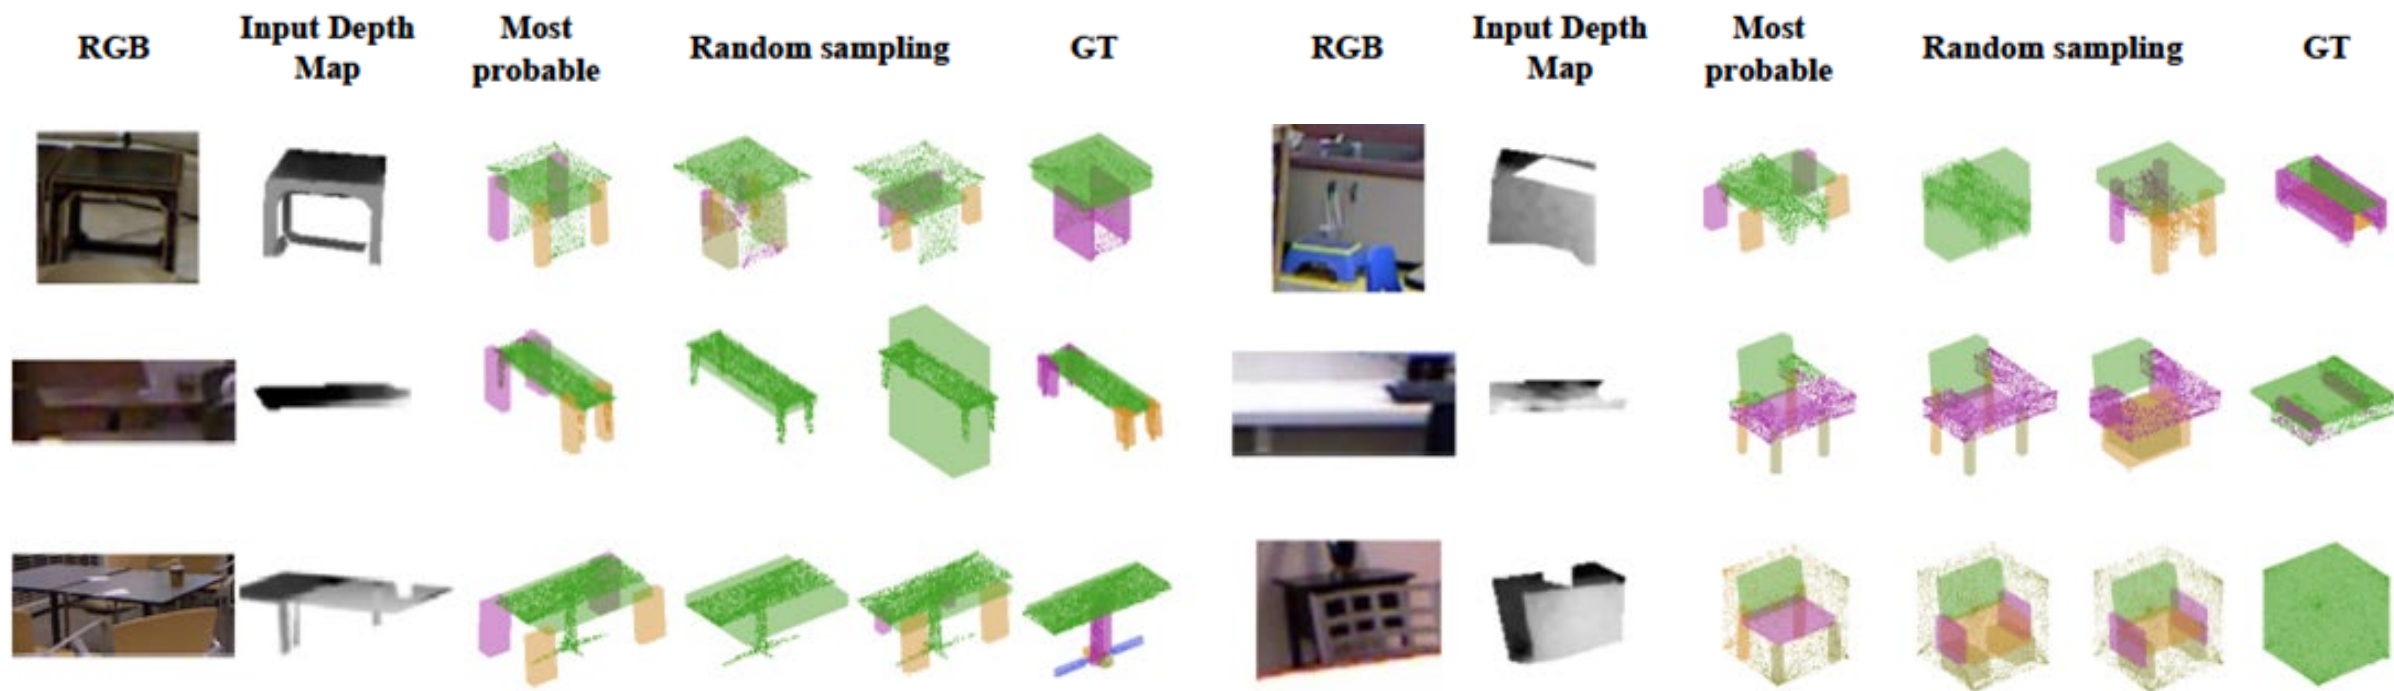 RGB
Input Depth
Map
Most
probable
Random sampling
GT
RGB
Input Depth
Map
Most
probable
Random sampling
GT